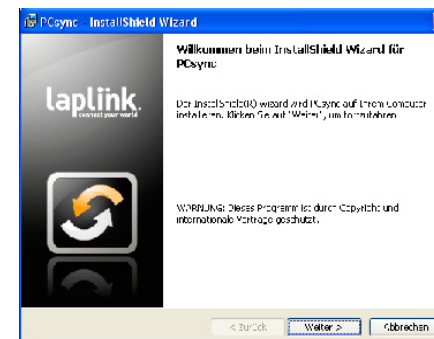 PCsync - InstallShield Wizard
Willkommen beim InstallShield Wizard für
PCsync
laplink.
connect your world
Der InstallShield(R) Wizard wird PCsync auf Ihrem Computer
installieren. Klicken Sie auf "Weiter", um fortzufahren.
WARNUNG: Dieses Programm ist durch Copyright und
internationale Verträge geschützt.
< Zurück
Weiter >
Abbrechen